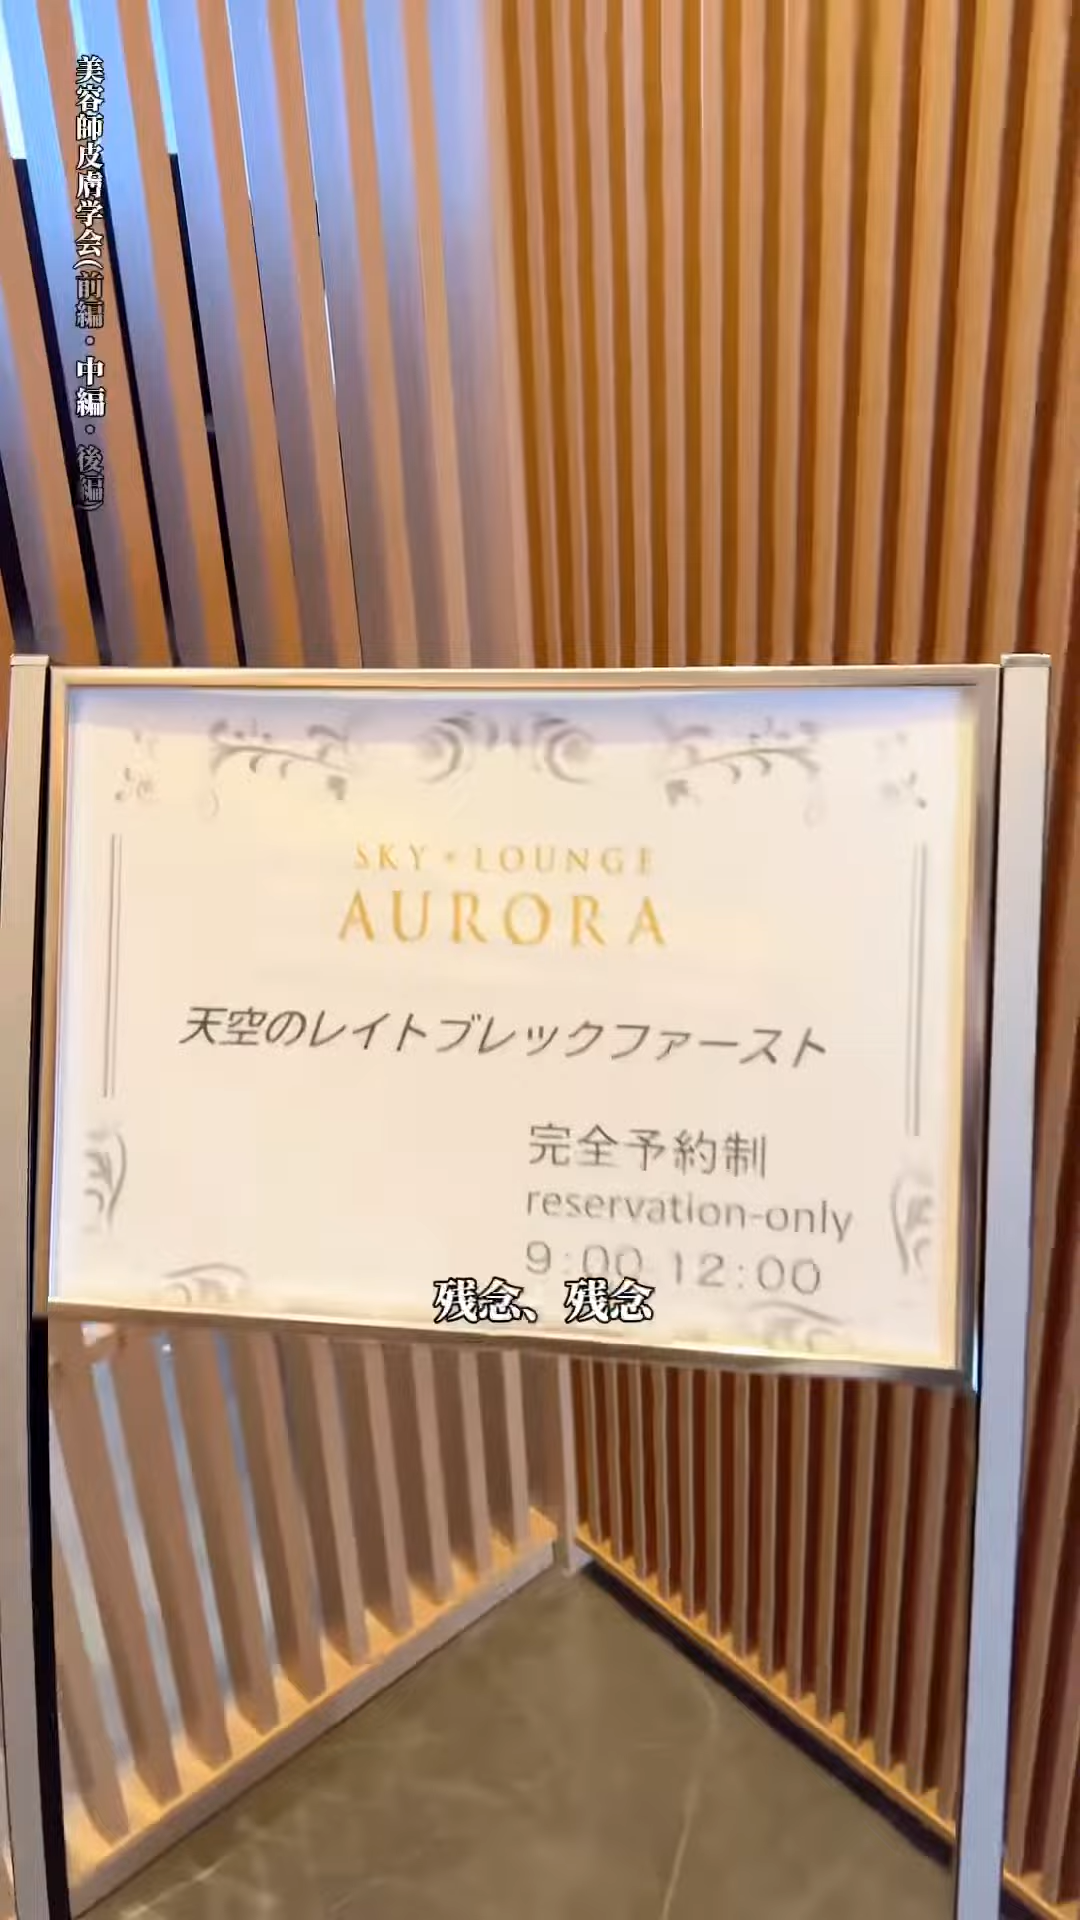 美容師皮膚学会(前編・中編・後編)
SKY・LOUNGE
AURORA
天空のレイトブレックファースト
完全予約制
reservation-only
9:00 12:00
残念、残念